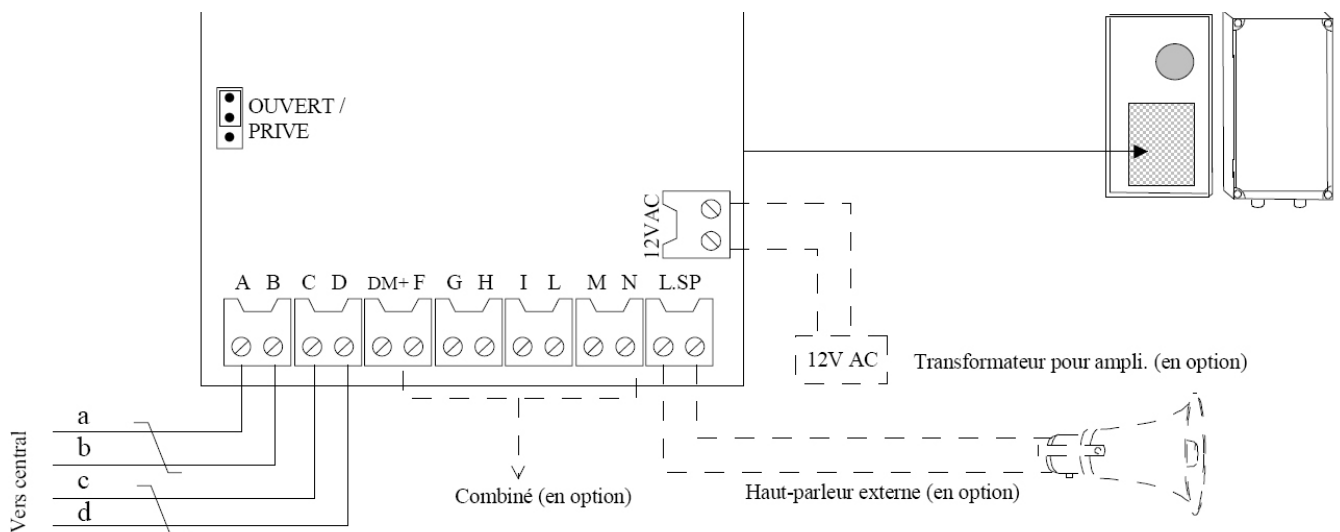 OUVERT /
PRIVE
12VAC
A B C D DM+ F G H I L M N L.SP
12V AC
Transformateur pour ampli. (en option)
a
b
c
d
Vers central
Combiné (en option)
Haut-parleur externe (en option)